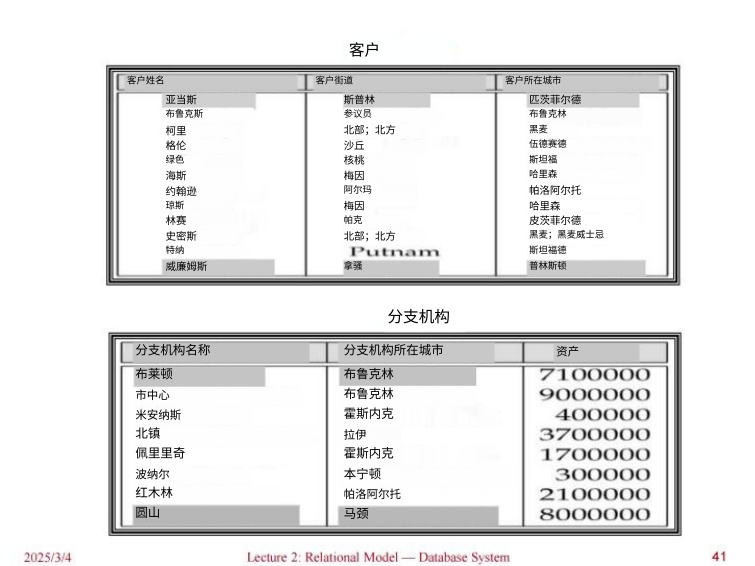 客户
客户姓名 客户街道 客户所在城市
亚当斯 斯普林 匹茨菲尔德
布鲁克斯 参议员 布鲁克林
柯里 北部；北方 黑麦
格伦 沙丘 伍德赛德
绿色 核桃 斯坦福
海斯 梅因 哈里森
约翰逊 阿尔玛 帕洛阿尔托
琼斯 梅因 哈里森
林赛 帕克 皮茨菲尔德
史密斯 北部；北方 黑麦；黑麦威士忌
特纳 Putnam 斯坦福德
威廉姆斯 拿骚 普林斯顿
分支机构
分支机构名称 分支机构所在城市 资产
布莱顿 布鲁克林 7100000
市中心 布鲁克林 9000000
米安纳斯 霍斯内克 400000
北镇 拉伊 3700000
佩里里奇 霍斯内克 1700000
波纳尔 本宁顿 300000
红木林 帕洛阿尔托 2100000
圆山 马颈 8000000
2025/3/4 Lecture 2: Relational Model — Database System 41